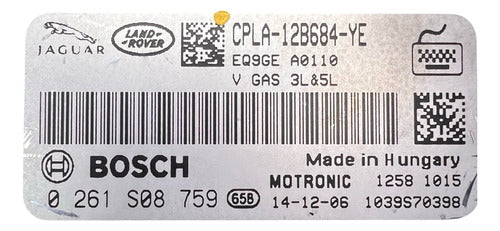 JAGUAR
LAND-ROVER
CPLA-12B684-YE
EQ9GE A0110
V GAS 3L&5L
BOSCH
Made in Hungary
MOTRONIC 1258 1015
0 261 S08 759 G5B 14-12-06 1039S70398